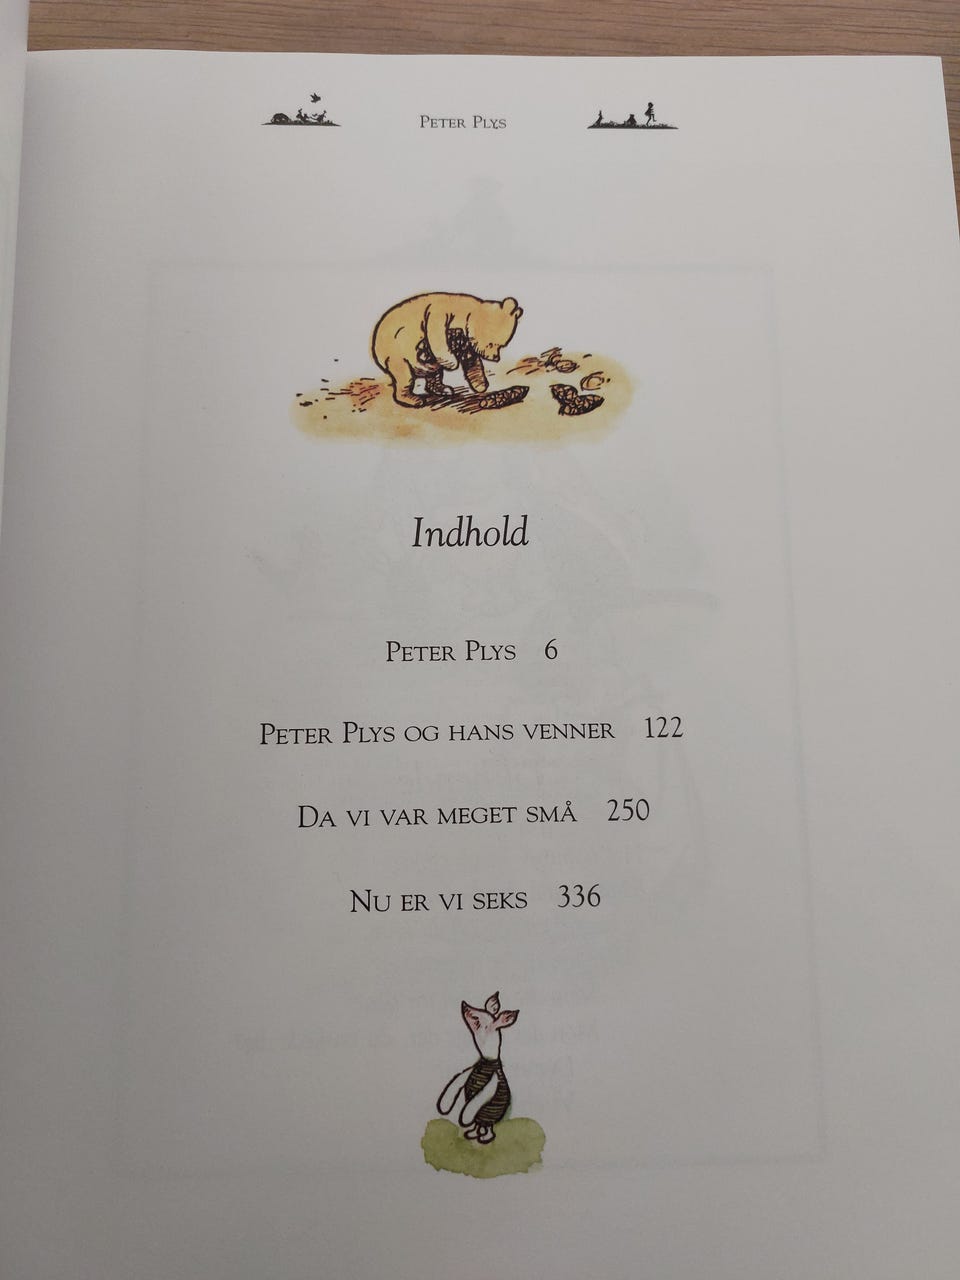 Peter Plys
Indhold
Peter Plys 6
Peter Plys og hans venner 122
Da vi var meget små 250
Nu er vi seks 336